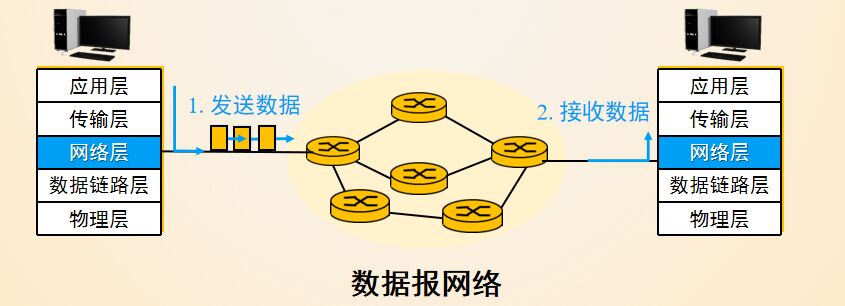 应用层
传输层
网络层
数据链路层
物理层
1. 发送数据
2. 接收数据
应用层
传输层
网络层
数据链路层
物理层
数据报网络